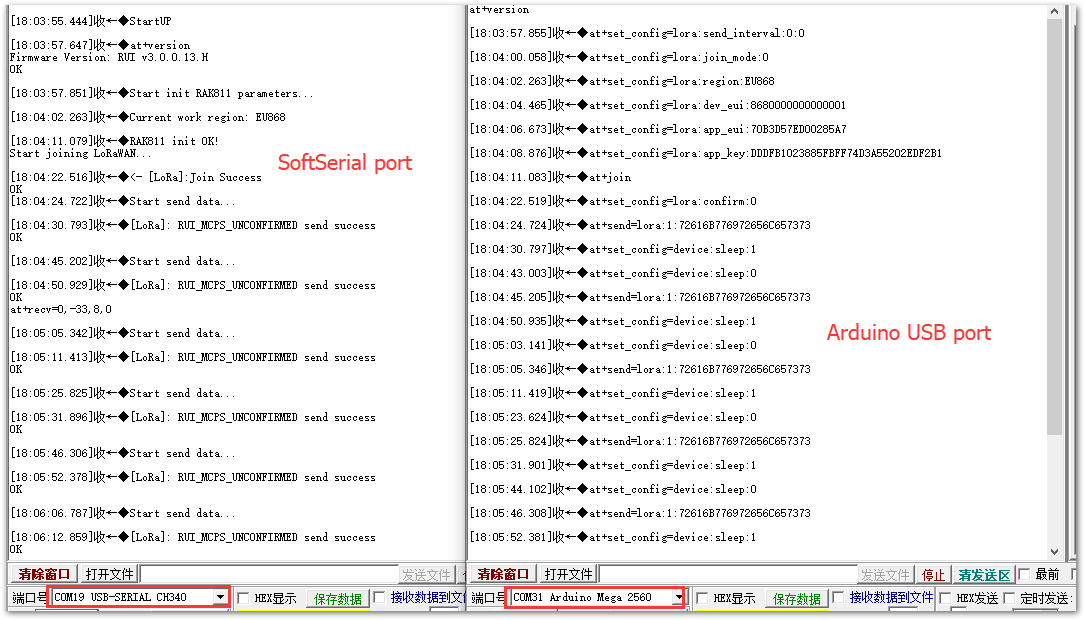 [18:03:55.444]收←◆StartUP
[18:03:57.647]收←◆at+version
Firmware Version: RUI v3.0.0.13.H
OK
[18:03:57.851]收←◆Start init RAK811 parameters...
[18:04:02.263]收←◆Current work region: EU868
[18:04:11.079]收←◆RAK811 init OK!
Start joining LoRaWAN...
[18:04:22.516]收←◆<- [LoRa]:Join Success
OK
[18:04:24.722]收←◆Start send data...
[18:04:30.793]收←◆[LoRa]: RUI_MCPS_UNCONFIRMED send success
OK
[18:04:45.202]收←◆Start send data...
[18:04:50.929]收←◆[LoRa]: RUI_MCPS_UNCONFIRMED send success
OK
at+recv=0,-33,8,0
[18:05:05.342]收←◆Start send data...
[18:05:11.413]收←◆[LoRa]: RUI_MCPS_UNCONFIRMED send success
OK
[18:05:25.825]收←◆Start send data...
[18:05:31.896]收←◆[LoRa]: RUI_MCPS_UNCONFIRMED send success
OK
[18:05:46.306]收←◆Start send data...
[18:05:52.378]收←◆[LoRa]: RUI_MCPS_UNCONFIRMED send success
OK
[18:06:06.787]收←◆Start send data...
[18:06:12.859]收←◆[LoRa]: RUI_MCPS_UNCONFIRMED send success
OK
SoftSerial port
清除窗口 打开文件 发送文件
端口号 COM19 USB-SERIAL CH340 HEX显示 保存数据 接收数据到文
at+version
[18:03:57.855]收←◆at+set_config=lora:send_interval:0:0
[18:04:00.058]收←◆at+set_config=lora:join_mode:0
[18:04:02.263]收←◆at+set_config=lora:region:EU868
[18:04:04.465]收←◆at+set_config=lora:dev_eui:8680000000000001
[18:04:06.673]收←◆at+set_config=lora:app_eui:70B3D57ED00285A7
[18:04:08.876]收←◆at+set_config=lora:app_key:DDDFB1023885FBFF74D3A55202EDF2B1
[18:04:11.083]收←◆at+join
[18:04:22.519]收←◆at+set_config=lora:confirm:0
[18:04:24.724]收←◆at+send=lora:1:72616B776972656C657373
[18:04:30.797]收←◆at+set_config=device:sleep:1
[18:04:43.003]收←◆at+set_config=device:sleep:0
[18:04:45.205]收←◆at+send=lora:1:72616B776972656C657373
[18:04:50.935]收←◆at+set_config=device:sleep:1
[18:05:03.141]收←◆at+set_config=device:sleep:0
[18:05:05.346]收←◆at+send=lora:1:72616B776972656C657373
[18:05:11.419]收←◆at+set_config=device:sleep:1
[18:05:23.624]收←◆at+set_config=device:sleep:0
[18:05:25.824]收←◆at+send=lora:1:72616B776972656C657373
[18:05:31.901]收←◆at+set_config=device:sleep:1
[18:05:44.102]收←◆at+set_config=device:sleep:0
[18:05:46.308]收←◆at+send=lora:1:72616B776972656C657373
[18:05:52.381]收←◆at+set_config=device:sleep:1
Arduino USB port
清除窗口 打开文件 发送文件 停止 清发送区 最前
端口号 COM31 Arduino Mega 2560 HEX显示 保存数据 接收数据到文件 HEX发送 定时发送: